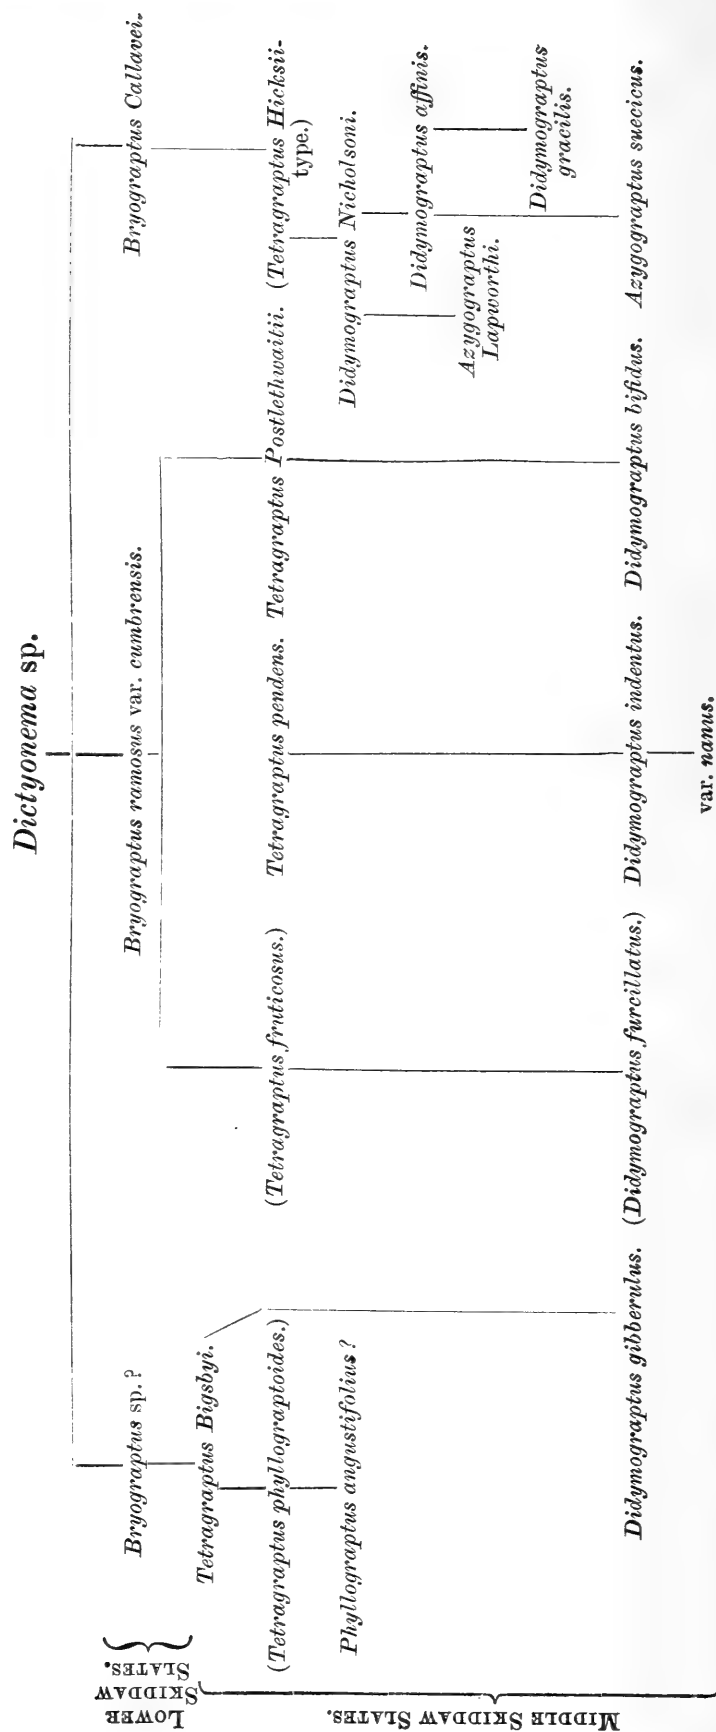 Dictyonema sp.
LOWER
SKIDDAW
SLATES.
Bryograptus sp.?
Bryograptus ramosus var. cumbrensis.
Bryograptus Callavei.
MIDDLE SKIDDAW SLATES.
Tetragraptus Bigsbyi.
(Tetragraptus phyllograptoides.)
(Tetragraptus fruticosus.)
Tetragraptus pendens.
Tetragraptus Postlethwaitii.
(Tetragraptus Hicksii-
type.)
Phyllograptus angustifolius?
Didymograptus Nicholsoni.
Didymograptus affinis.
Azygograptus
Lapworthi.
Didymograptus
gracilis.
Didymograptus gibberulus.
(Didymograptus furcillatus.)
Didymograptus indentus.
Didymograptus bifidus.
Azygograptus suecicus.
var. nanus.